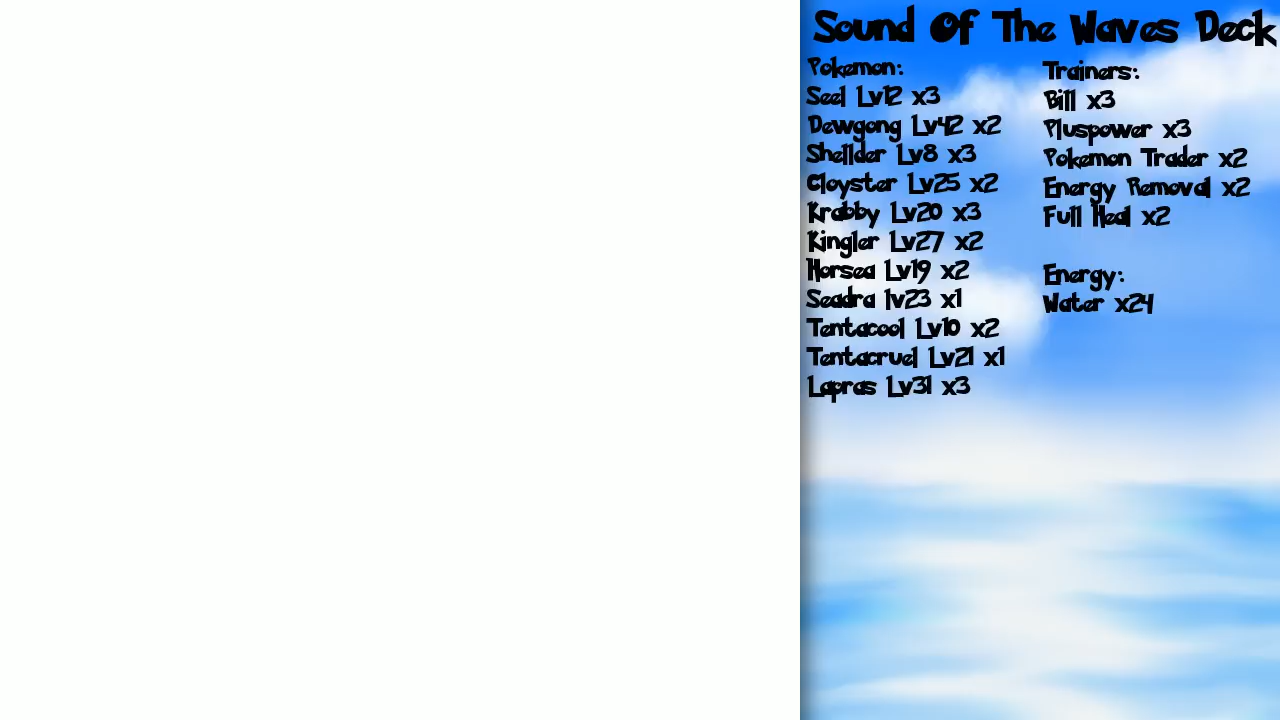 Sound Of The Waves Deck
Pokemon:
Seel Lv12 x3
Dewgong Lv42 x2
Shellder Lv8 x3
Cloyster Lv25 x2
Krabby Lv20 x3
Kingler Lv27 x2
Horsea Lv19 x2
Seadra lv23 x1
Tentacool Lv10 x2
Tentacruel Lv21 x1
Lapras Lv31 x3
Trainers:
Bill x3
Pluspower x3
Pokemon Trader x2
Energy Removal x2
Full Heal x2
Energy:
Water x24